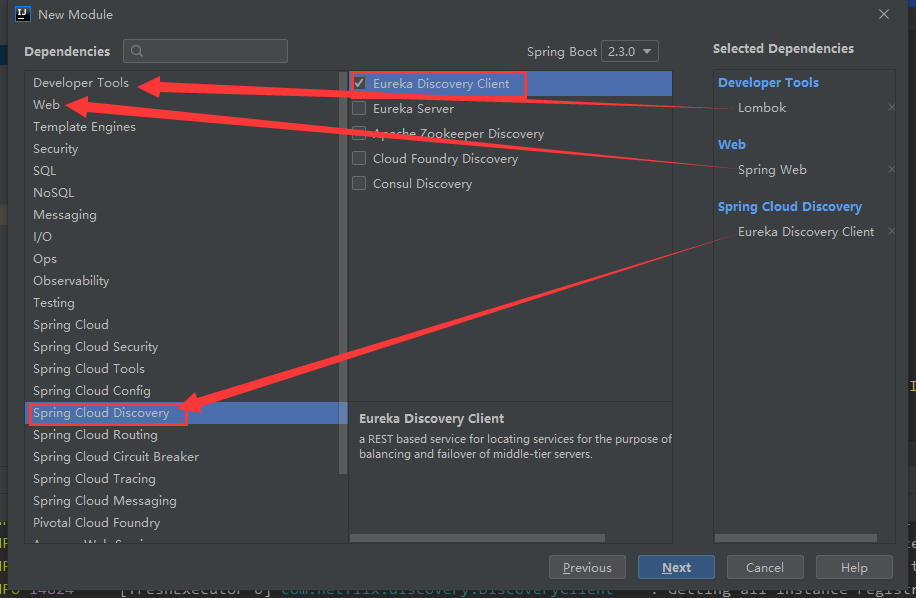 New Module
Dependencies
Spring Boot 2.3.0
Selected Dependencies
Developer Tools
Web
Template Engines
Security
SQL
NoSQL
Messaging
I/O
Ops
Observability
Testing
Spring Cloud
Spring Cloud Security
Spring Cloud Tools
Spring Cloud Config
Spring Cloud Discovery
Spring Cloud Routing
Spring Cloud Circuit Breaker
Spring Cloud Tracing
Spring Cloud Messaging
Pivotal Cloud Foundry
Eureka Discovery Client
Eureka Server
Apache Zookeeper Discovery
Cloud Foundry Discovery
Consul Discovery
Eureka Discovery Client
a REST based service for locating services for the purpose of
balancing and failover of middle-tier servers.
Developer Tools
Lombok
Web
Spring Web
Spring Cloud Discovery
Eureka Discovery Client
Previous
Next
Cancel
Help